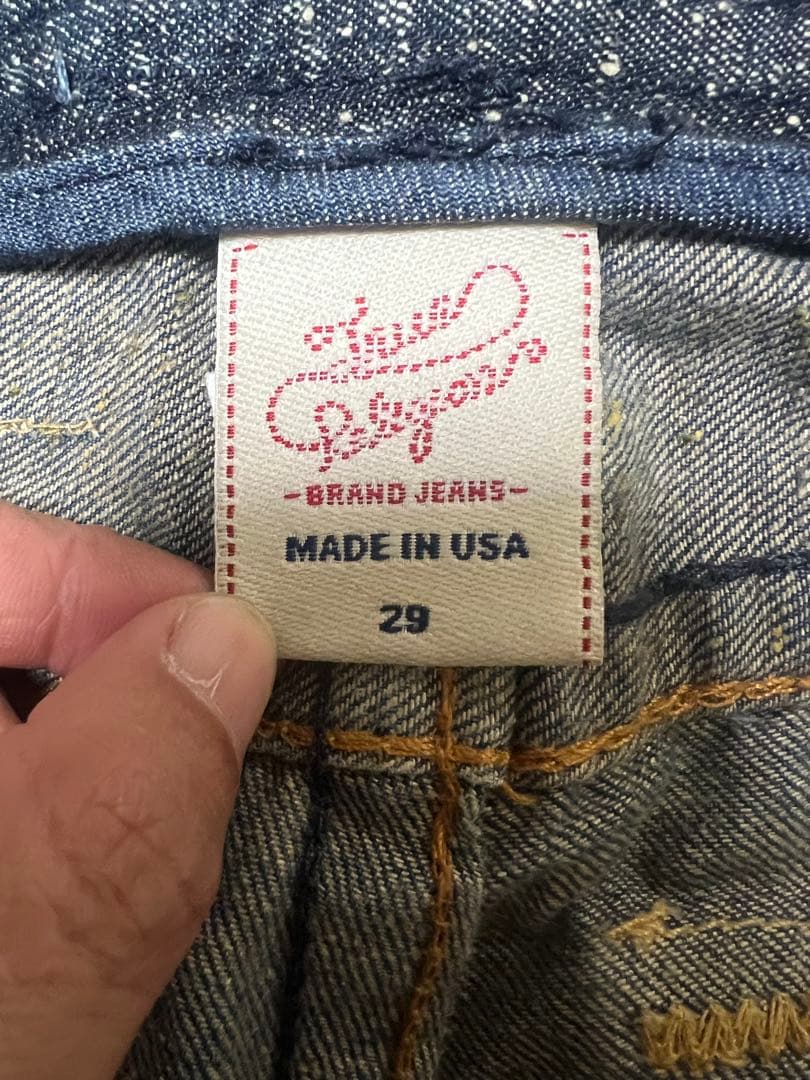 True
Religion
-BRAND JEANS-
MADE IN USA
29